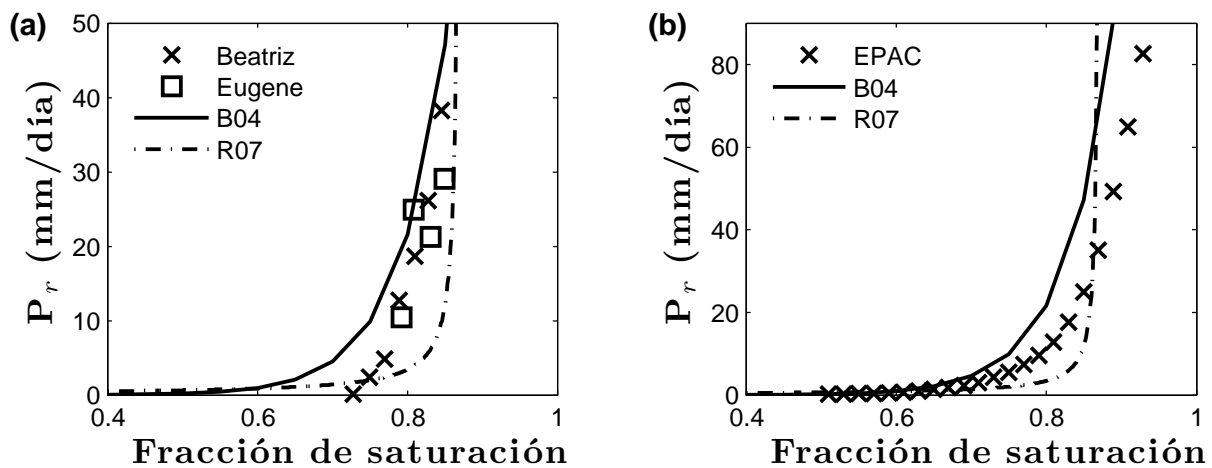 (a)
50
40
30
20
10
0
0.4
0.6
0.8
1
P r (mm/día)
Fracción de saturación
Beatriz
Eugene
B04
R07
(b)
80
60
40
20
0
0.4
0.6
0.8
1
P r (mm/día)
Fracción de saturación
EPAC
B04
R07